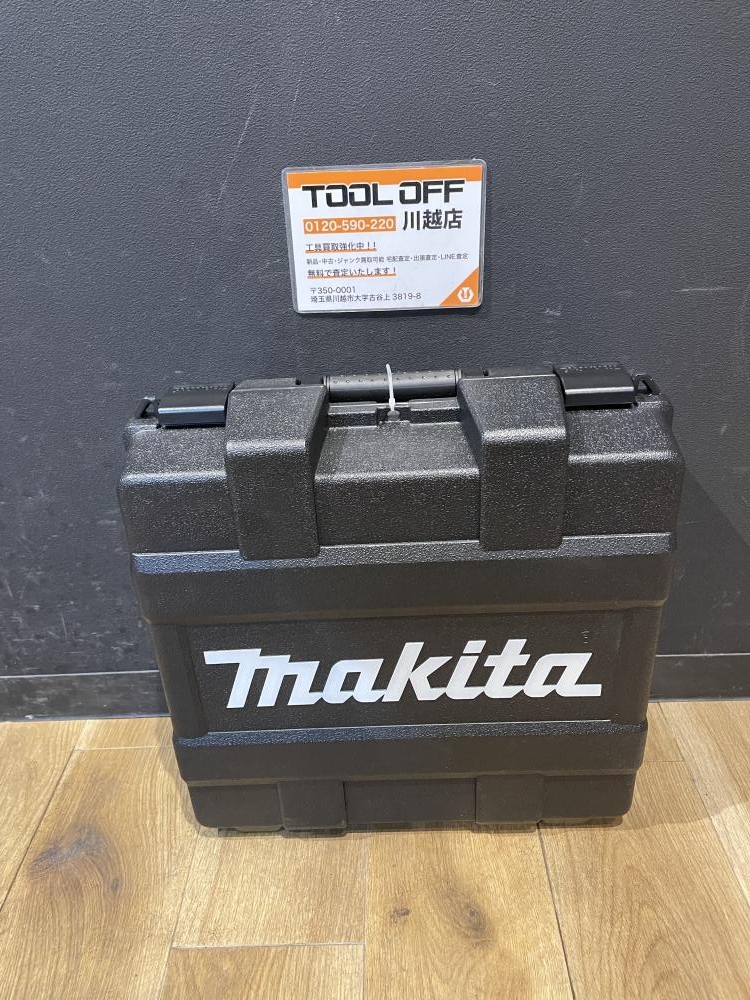 TOOL OFF
0120-590-220 川越店
工具買取強化中！！
新品・中古・ジャンク買取可能 宅配査定・出張査定・LINE査定
無料で査定いたします！
〒350-0001
埼玉県川越市大字古谷上 3819-8
makita